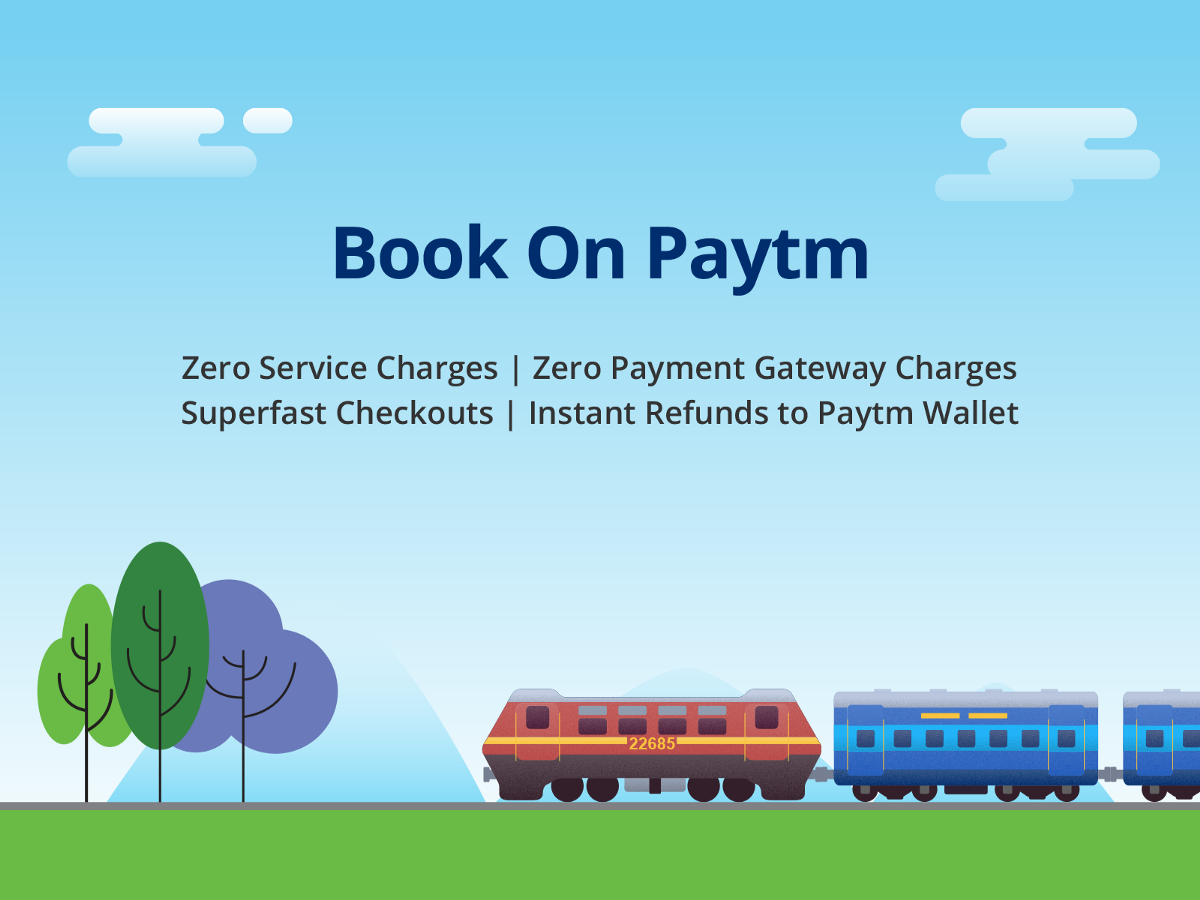 Book On Paytm
Zero Service Charges | Zero Payment Gateway Charges
Superfast Checkouts | Instant Refunds to Paytm Wallet
22685